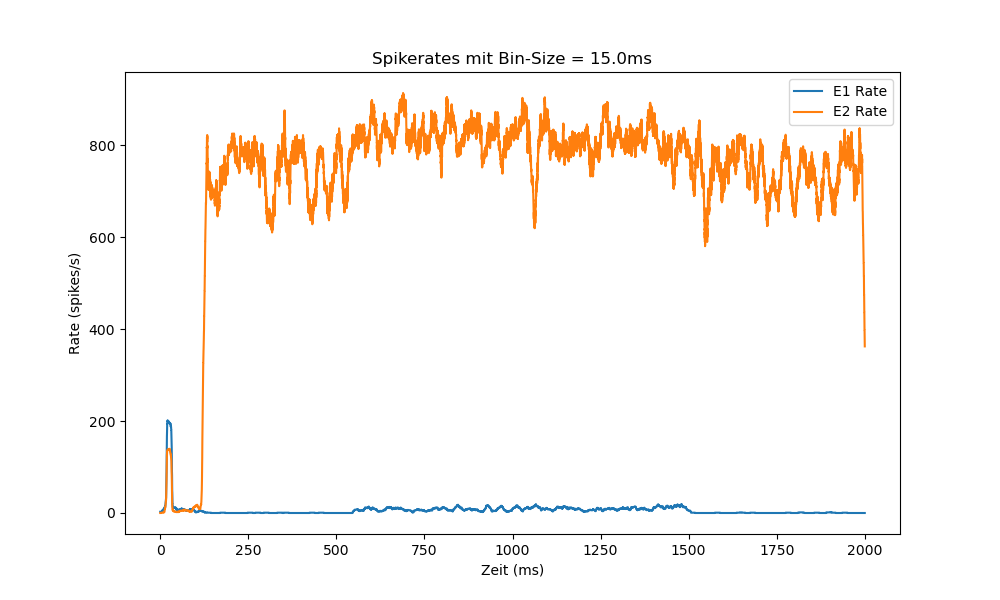 Spikerates mit Bin-Size = 15.0ms
E1 Rate
E2 Rate
800
600
400
200
0
Rate (spikes/s)
0 250 500 750 1000 1250 1500 1750 2000
Zeit (ms)